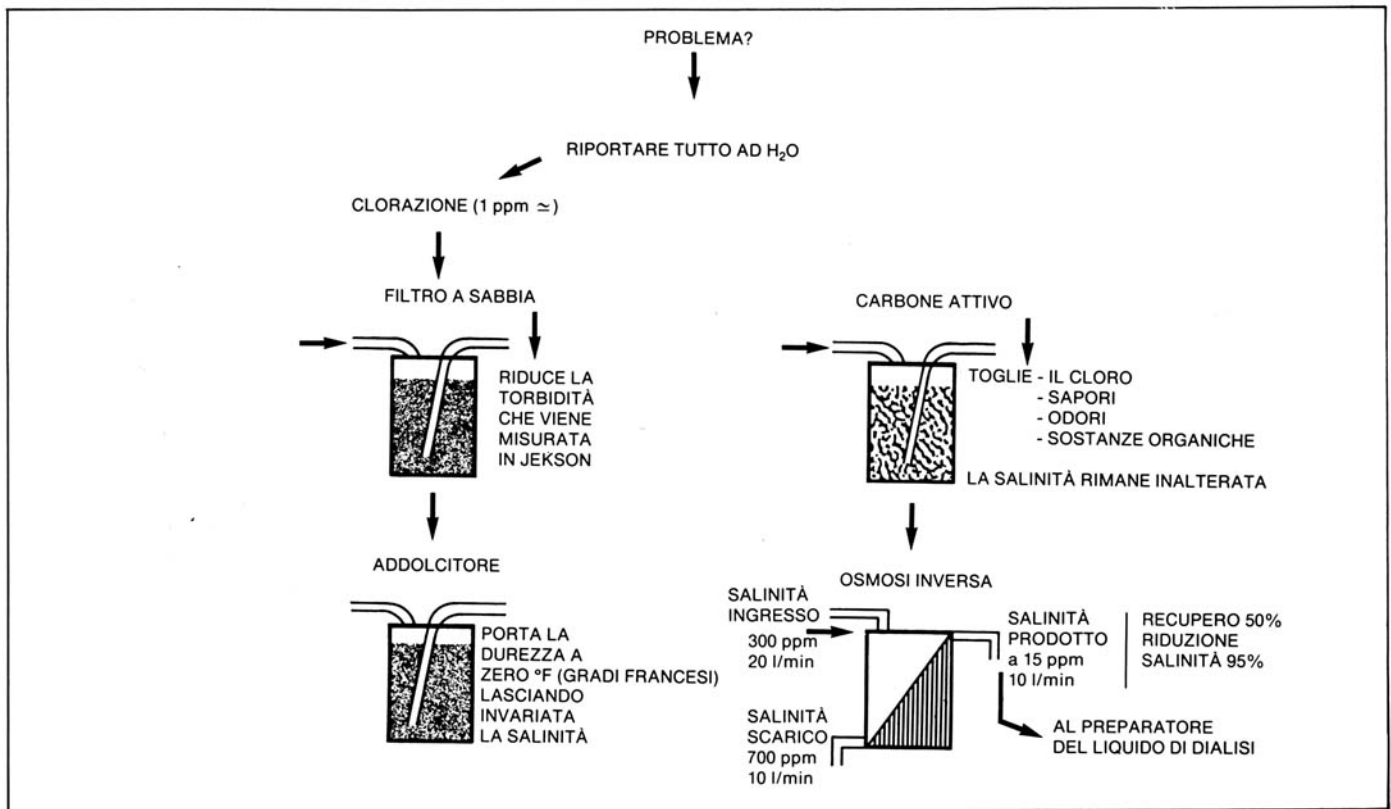 PROBLEMA?
RIPORTARE TUTTO AD H₂O
CLORAZIONE (1 ppm ≃)
FILTRO A SABBIA
RIDUCE LA
TORBIDITÀ
CHE VIENE
MISURATA
IN JEKSON
ADDOLCITORE
PORTA LA
DUREZZA A
ZERO °F (GRADI FRANCESI)
LASCIANDO
INVARIATA
LA SALINITÀ
CARBONE ATTIVO
TOGLIE - IL CLORO
- SAPORI
- ODORI
- SOSTANZE ORGANICHE
LA SALINITÀ RIMANE INALTERATA
OSMOSI INVERSA
SALINITÀ
INGRESSO
300 ppm
20 l/min
SALINITÀ
PRODOTTO
a 15 ppm
10 l/min
RECUPERO 50%
RIDUZIONE
SALINITÀ 95%
SALINITÀ
SCARICO
700 ppm
10 l/min
AL PREPARATORE
DEL LIQUIDO DI DIALISI